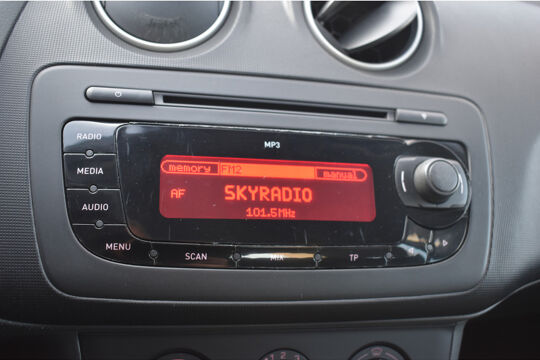 MP3
RADIO
MEDIA
AUDIO
MENU
memory FM2 manual
AF SKYRADIO
101.5MHz
SCAN MIX TP